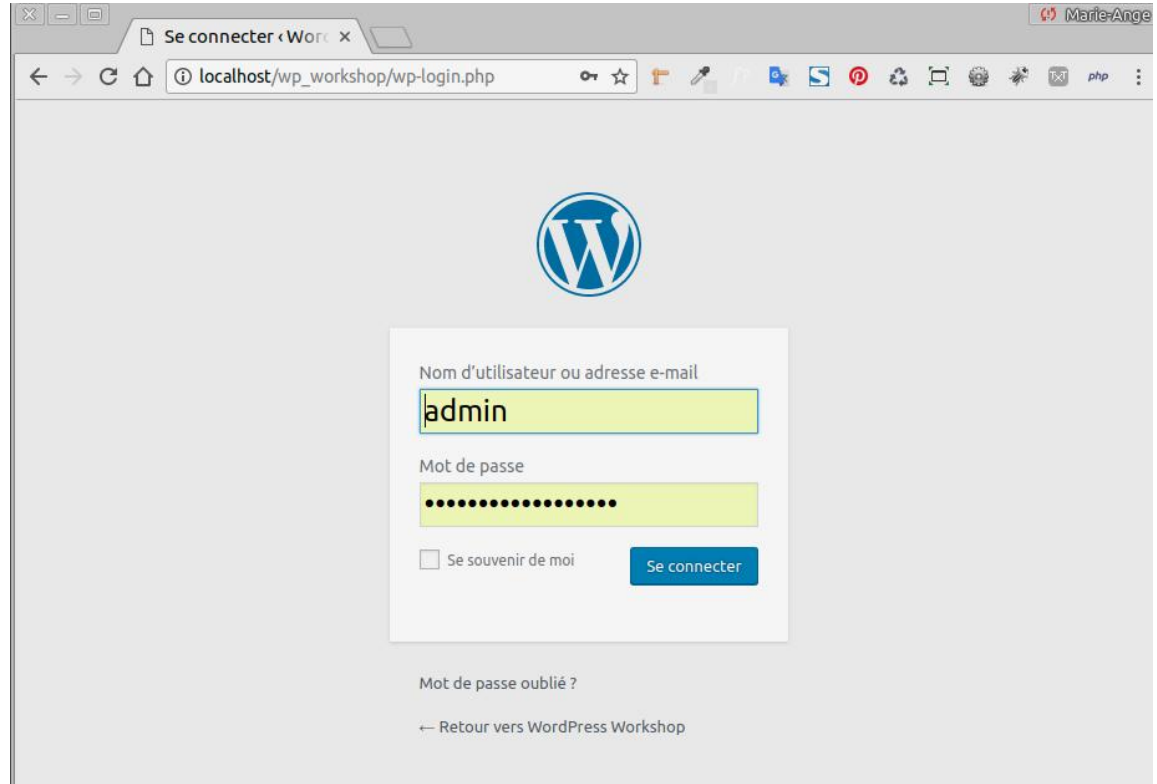 Marie-Ange
Se connecter ‹ Word
localhost/wp_workshop/wp-login.php
TXT
php
Nom d’utilisateur ou adresse e-mail
admin
Mot de passe
••••••••••••••••••
Se souvenir de moi
Se connecter
Mot de passe oublié ?
← Retour vers WordPress Workshop